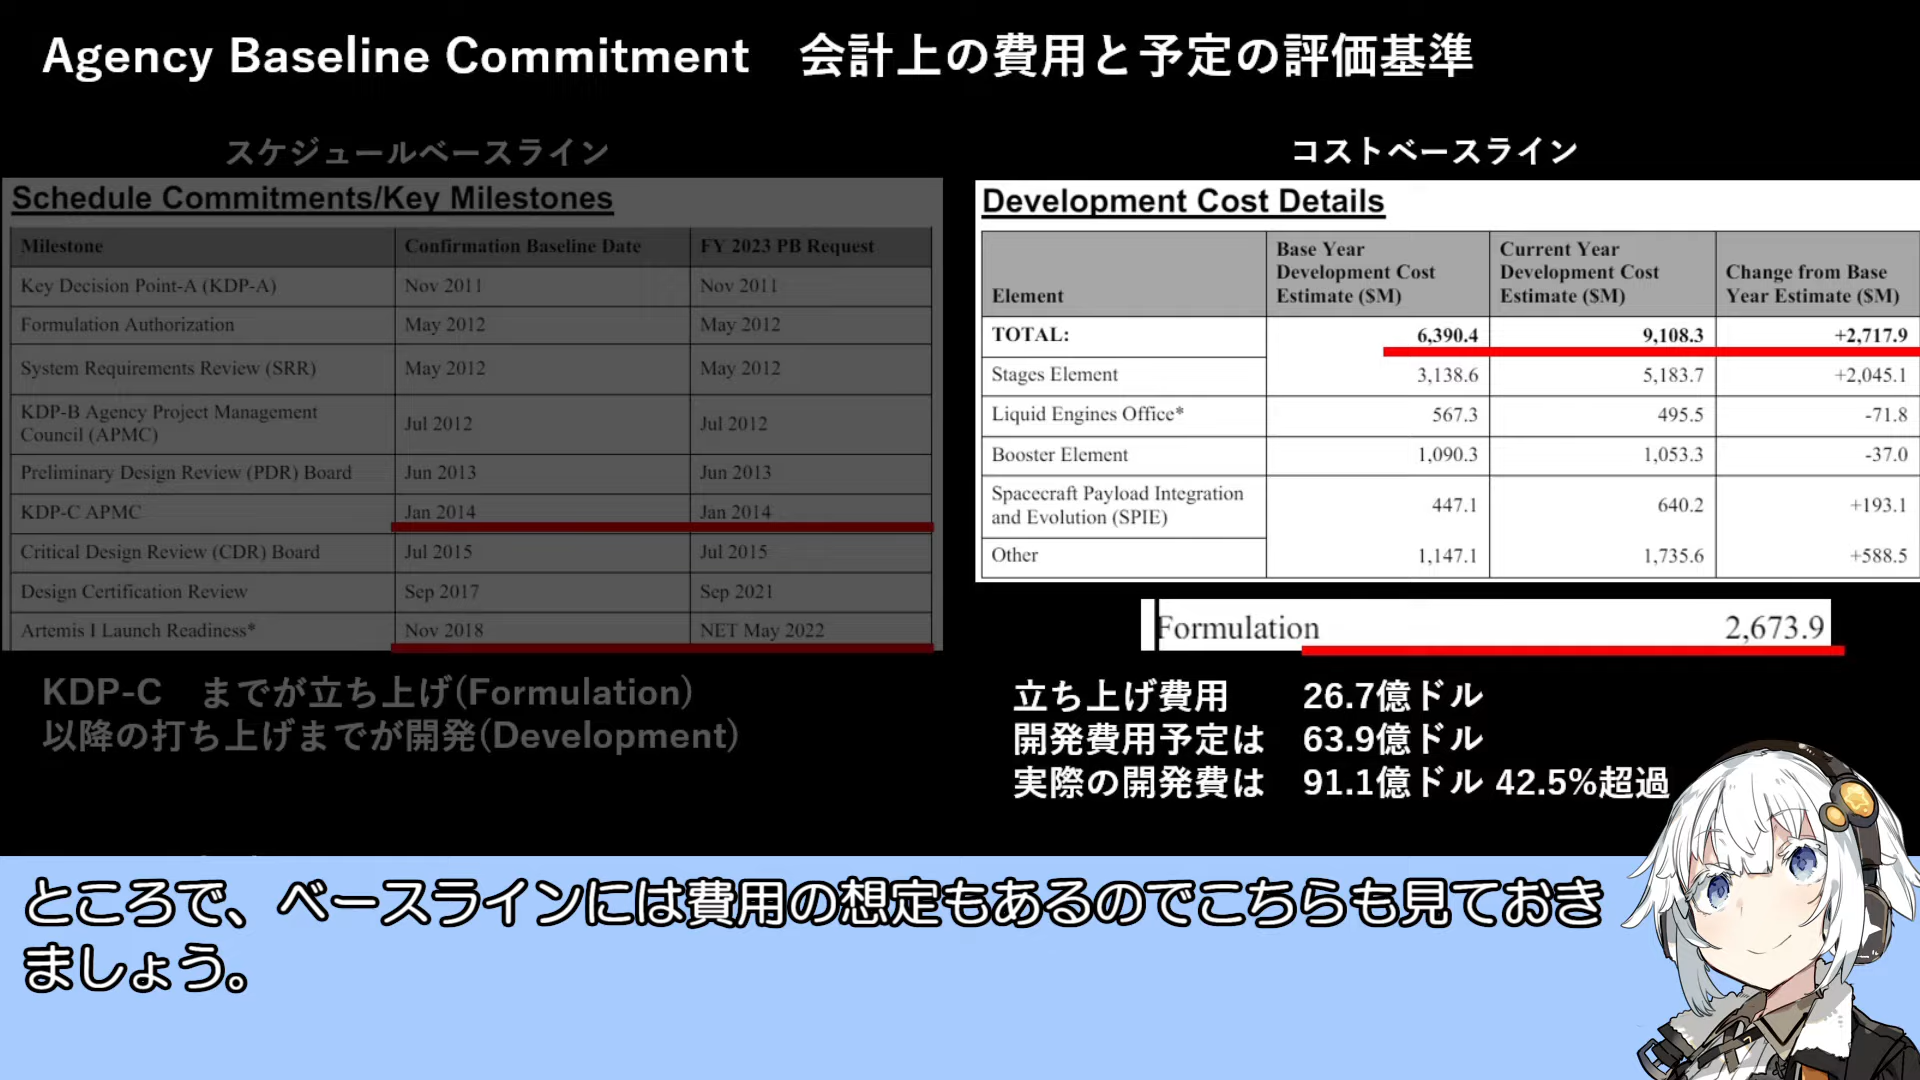 Agency Baseline Commitment　会計上の費用と予定の評価基準
スケジュールベースライン
Schedule Commitments/Key Milestones
Milestone Confirmation Baseline Date FY 2023 PB Request
Key Decision Point-A (KDP-A) Nov 2011 Nov 2011
Formulation Authorization May 2012 May 2012
System Requirements Review (SRR) May 2012 May 2012
KDP-B Agency Project Management
Council (APMC) Jul 2012 Jul 2012
Preliminary Design Review (PDR) Board Jun 2013 Jun 2013
KDP-C APMC Jan 2014 Jan 2014
Critical Design Review (CDR) Board Jul 2015 Jul 2015
Design Certification Review Sep 2017 Sep 2021
Artemis I Launch Readiness* Nov 2018 NET May 2022
KDP-C　までが立ち上げ(Formulation)
以降の打ち上げまでが開発(Development)
コストベースライン
Development Cost Details
Element Base Year Development Cost Estimate ($M) Current Year Development Cost Estimate ($M) Change from Base Year Estimate ($M)
TOTAL: 6,390.4 9,108.3 +2,717.9
Stages Element 3,138.6 5,183.7 +2,045.1
Liquid Engines Office* 567.3 495.5 -71.8
Booster Element 1,090.3 1,053.3 -37.0
Spacecraft Payload Integration
and Evolution (SPIE) 447.1 640.2 +193.1
Other 1,147.1 1,735.6 +588.5
Formulation 2,673.9
立ち上げ費用　26.7億ドル
開発費用予定は　63.9億ドル
実際の開発費は　91.1億ドル 42.5%超過
ところで、ベースラインには費用の想定もあるのでこちらも見ておき
ましょう。